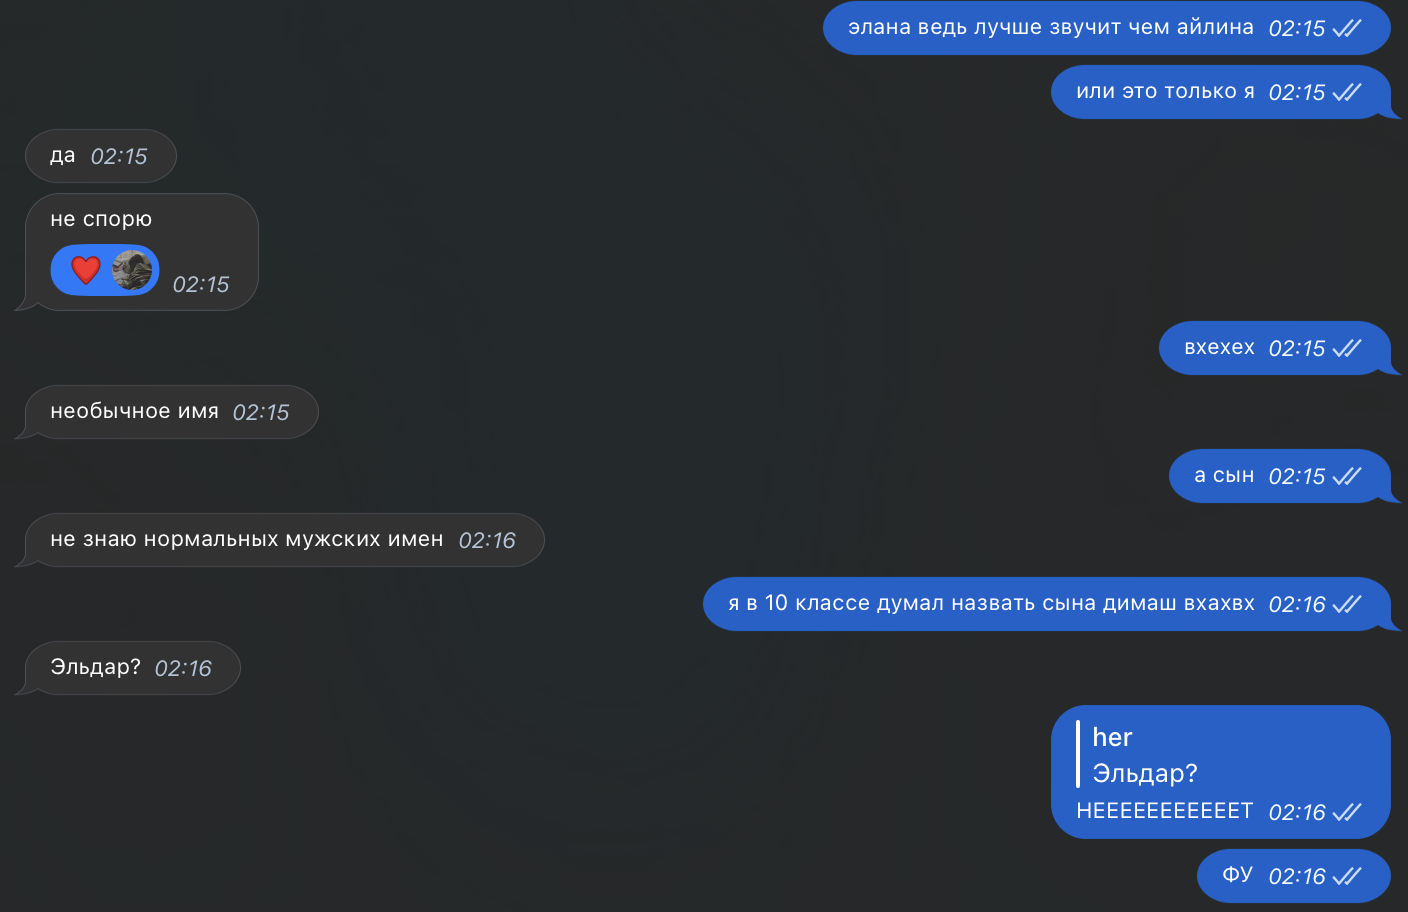 элана ведь лучше звучит чем айлина 02:15
или это только я 02:15
да 02:15
не спорю
02:15
вхехех 02:15
необычное имя 02:15
а сын 02:15
не знаю нормальных мужских имен 02:16
я в 10 классе думал назвать сына димаш вхахвх 02:16
Эльдар? 02:16
her
Эльдар?
НЕЕЕЕЕЕЕЕЕЕТ 02:16
ФУ 02:16